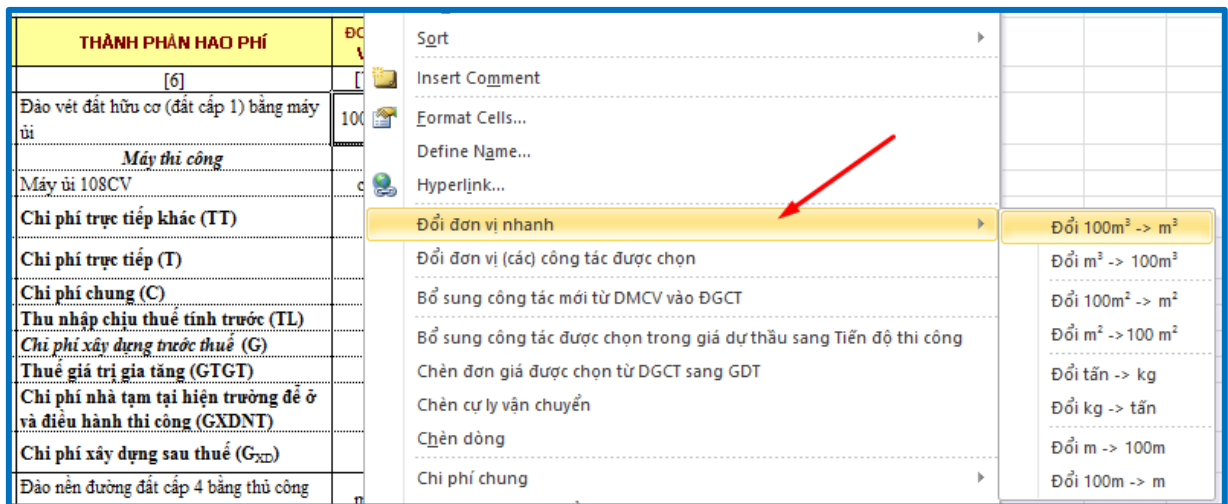 THÀNH PHẦN HAO PHÍ
[6]
Đào vét đất hữu cơ (đất cấp 1) bằng máy
ủi
100
Máy thi công
Máy ủi 108CV
c
Chi phí trực tiếp khác (TT)
Chi phí trực tiếp (T)
Chi phí chung (C)
Thu nhập chịu thuế tính trước (TL)
Chi phí xây dựng trước thuế (G)
Thuế giá trị gia tăng (GTGT)
Chi phí nhà tạm tại hiện trường để ở
và điều hành thi công (GXDNT)
Chi phí xây dựng sau thuế (G_XD)
Đào nền đường đất cấp 4 bằng thủ công
Sort
Insert Comment
Format Cells...
Define Name...
Hyperlink...
Đổi đơn vị nhanh
Đổi đơn vị (các) công tác được chọn
Bổ sung công tác mới từ DMCV vào ĐGCT
Bổ sung công tác được chọn trong giá dự thầu sang Tiến độ thi công
Chèn đơn giá được chọn từ DGCT sang GDT
Chèn cự ly vận chuyển
Chèn dòng
Chi phí chung
Đổi 100m³ -> m³
Đổi m³ -> 100m³
Đổi 100m² -> m²
Đổi m² ->100 m²
Đổi tấn -> kg
Đổi kg -> tấn
Đổi m -> 100m
Đổi 100m -> m